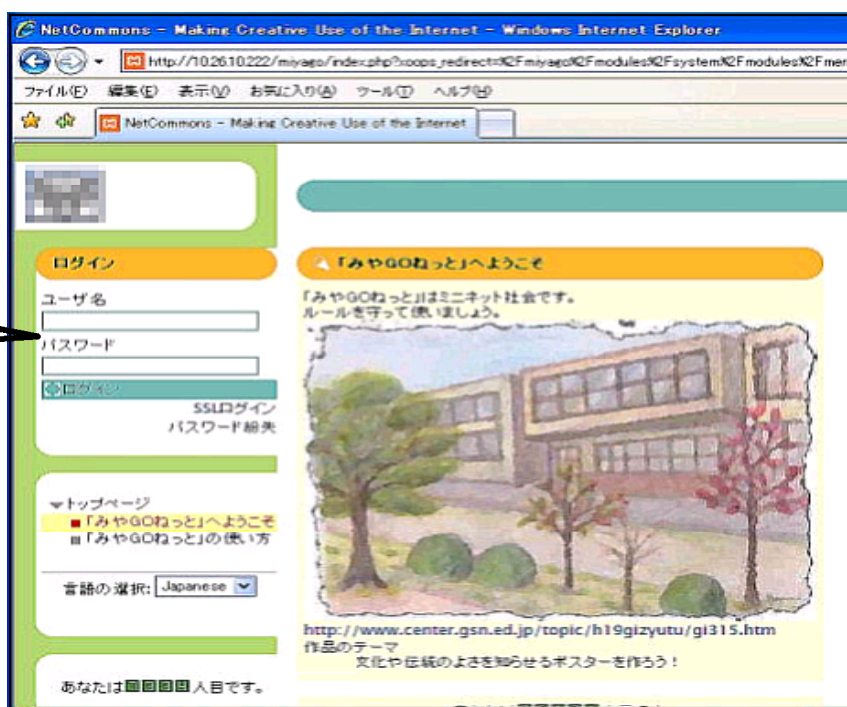 NetCommons - Making Creative Use of the Internet - Windows Internet Explorer
http://10.26.10.222/miyago/index.php?xoops_redirect=%2Fmiyago%2Fmodules%2Fsystem%2Fmodules%2Fmen
ファイル(F) 編集(E) 表示(V) お気に入り(A) ツール(T) ヘルプ(H)
NetCommons - Making Creative Use of the Internet
ログイン
ユーザ名
パスワード
ログイン
SSLログイン
パスワード紛失
トップページ
「みやGOねっと」へようこそ
「みやGOねっと」の使い方
言語の選択: Japanese
あなたは人目です。
「みやGOねっと」へようこそ
「みやGOねっと」はミニネット社会です。
ルールを守って使いましょう。
http://www.center.gsn.ed.jp/topic/h19gizyutu/gi315.htm
作品のテーマ
文化や伝統のよさを知らせるポスターを作ろう!